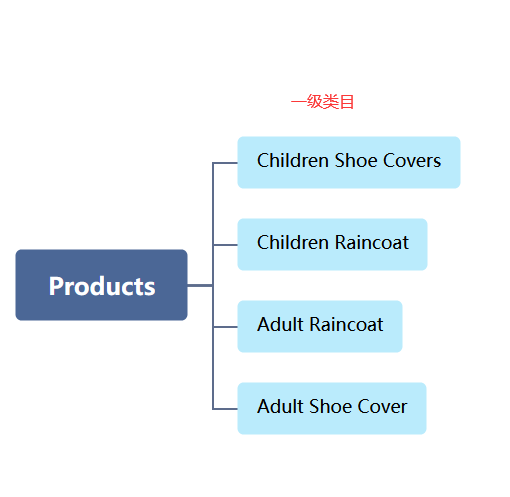 一级类目
Children Shoe Covers
Children Raincoat
Products
Adult Raincoat
Adult Shoe Cover